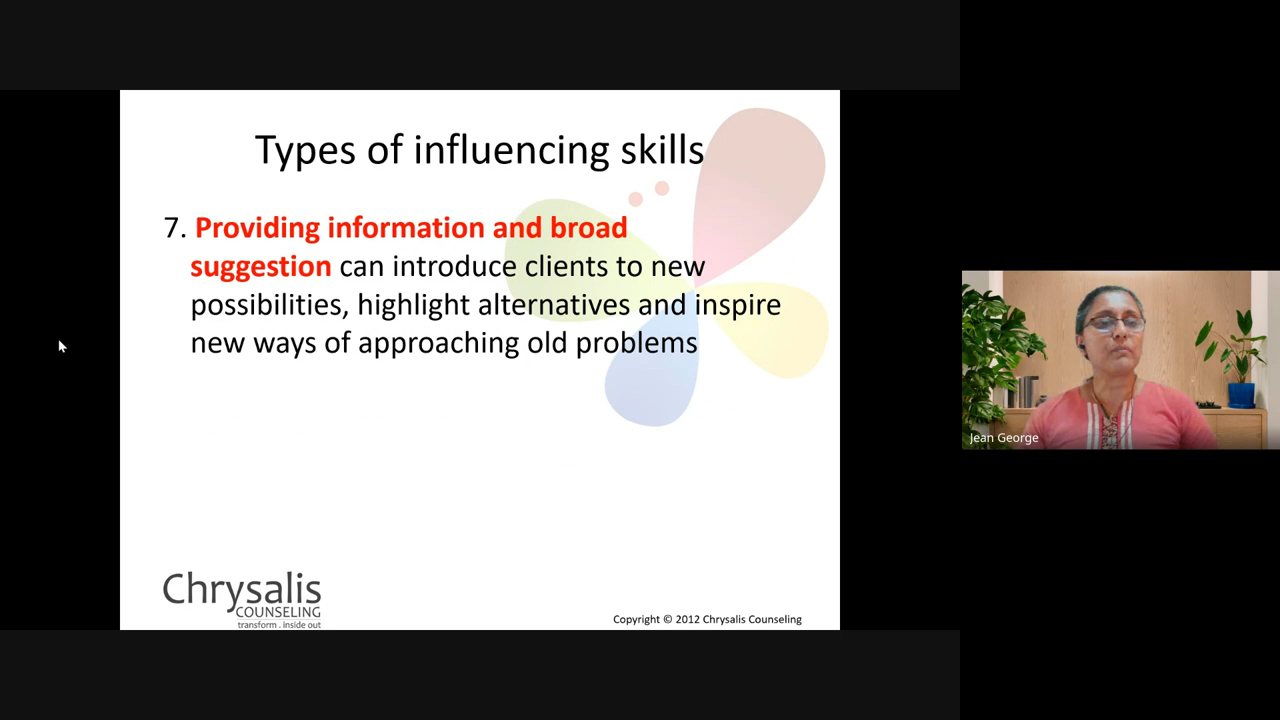 Types of influencing skills
7. Providing information and broad
suggestion can introduce clients to new
possibilities, highlight alternatives and inspire
new ways of approaching old problems
Jean George
Chrysalis
COUNSELING
transform . inside out
Copyright © 2012 Chrysalis Counseling